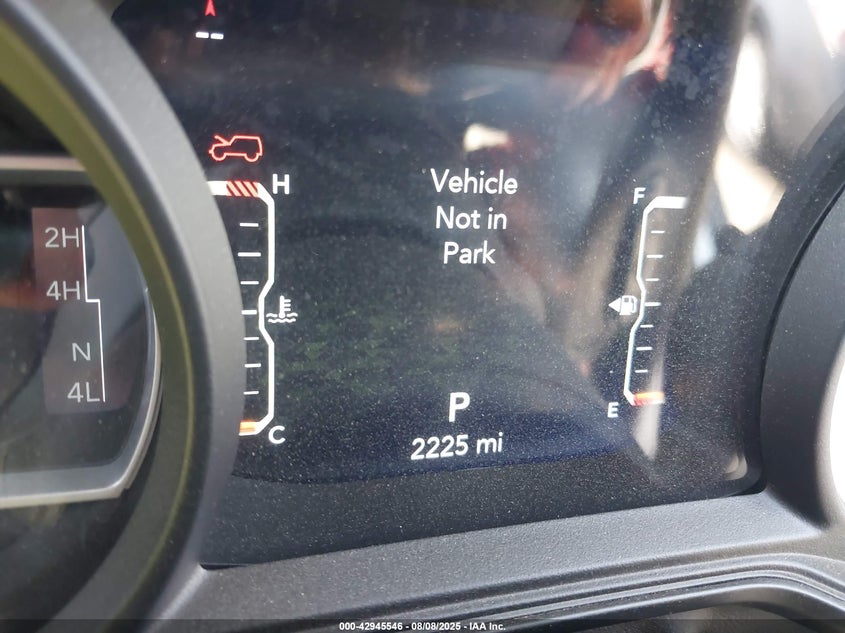 H
Vehicle
Not in
Park
F
2H
4H
N
4L
C
E
P
2225 mi
000-42945546 - 08/08/2025 - IAA Inc.